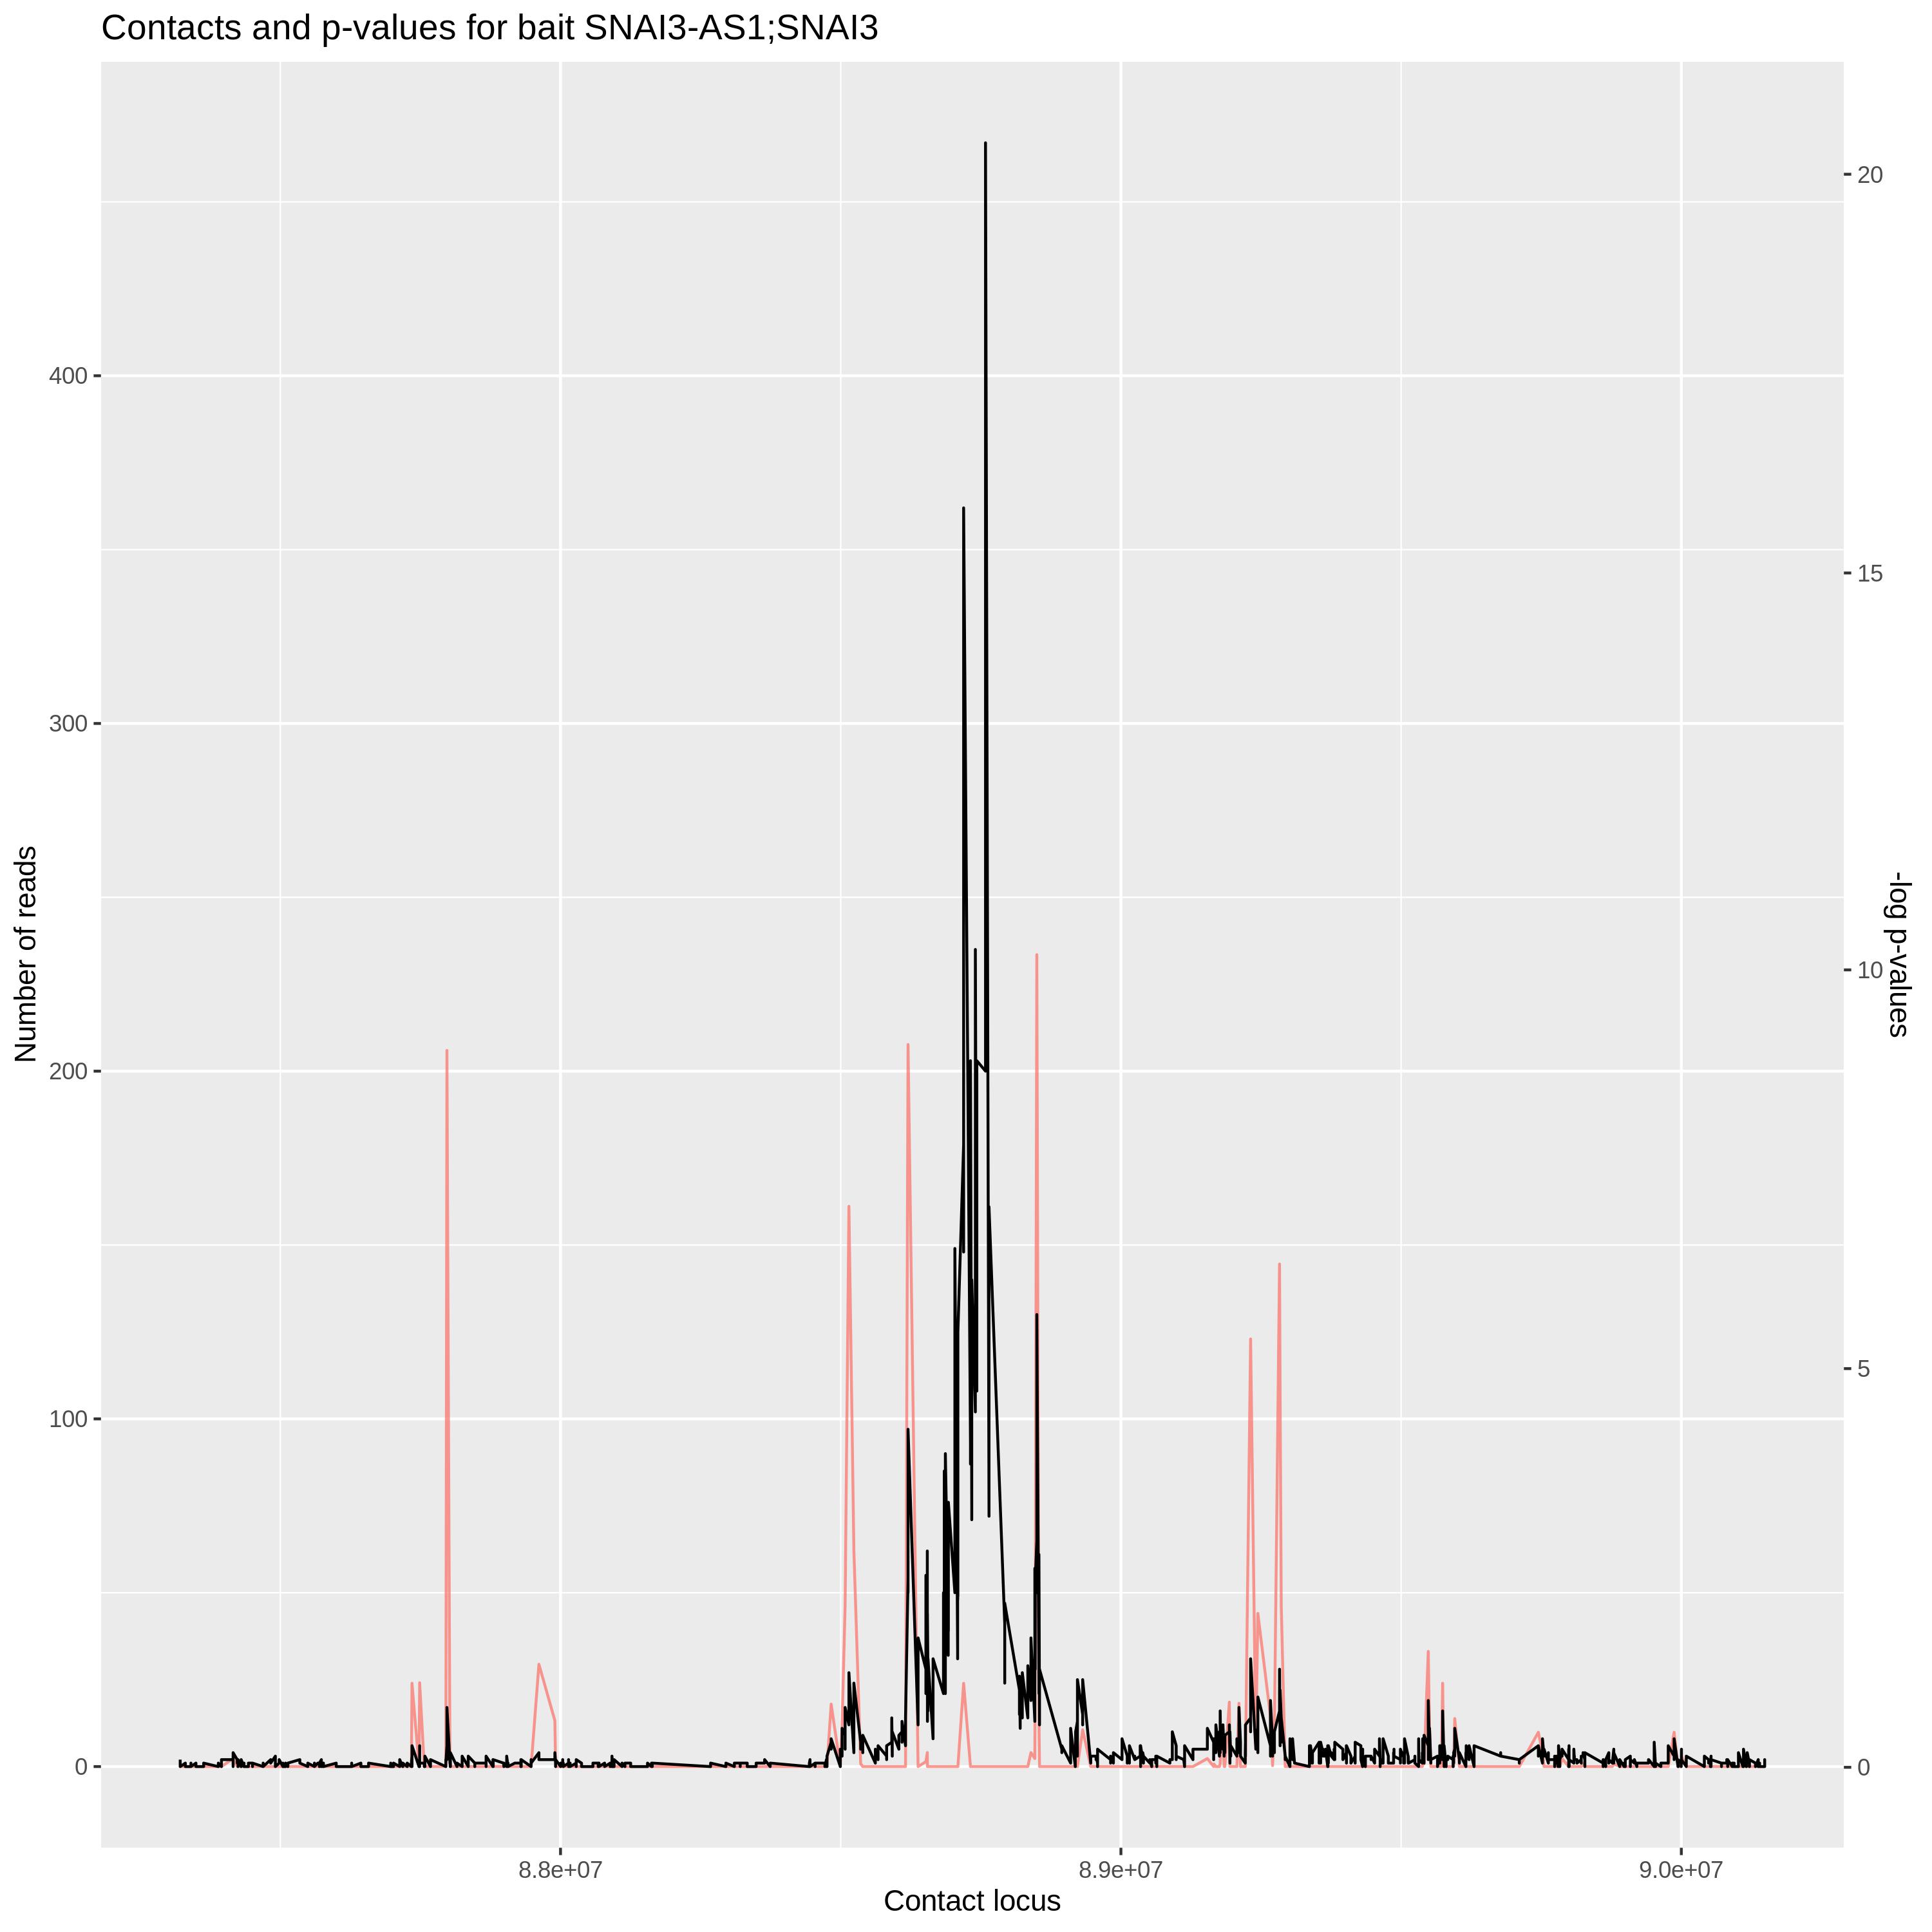 Contacts and p-values for bait SNAI3-AS1;SNAI3
Number of reads
400
300
200
100
0
20
15
10
5
0
-log p-values
8.8e+07
8.9e+07
9.0e+07
Contact locus